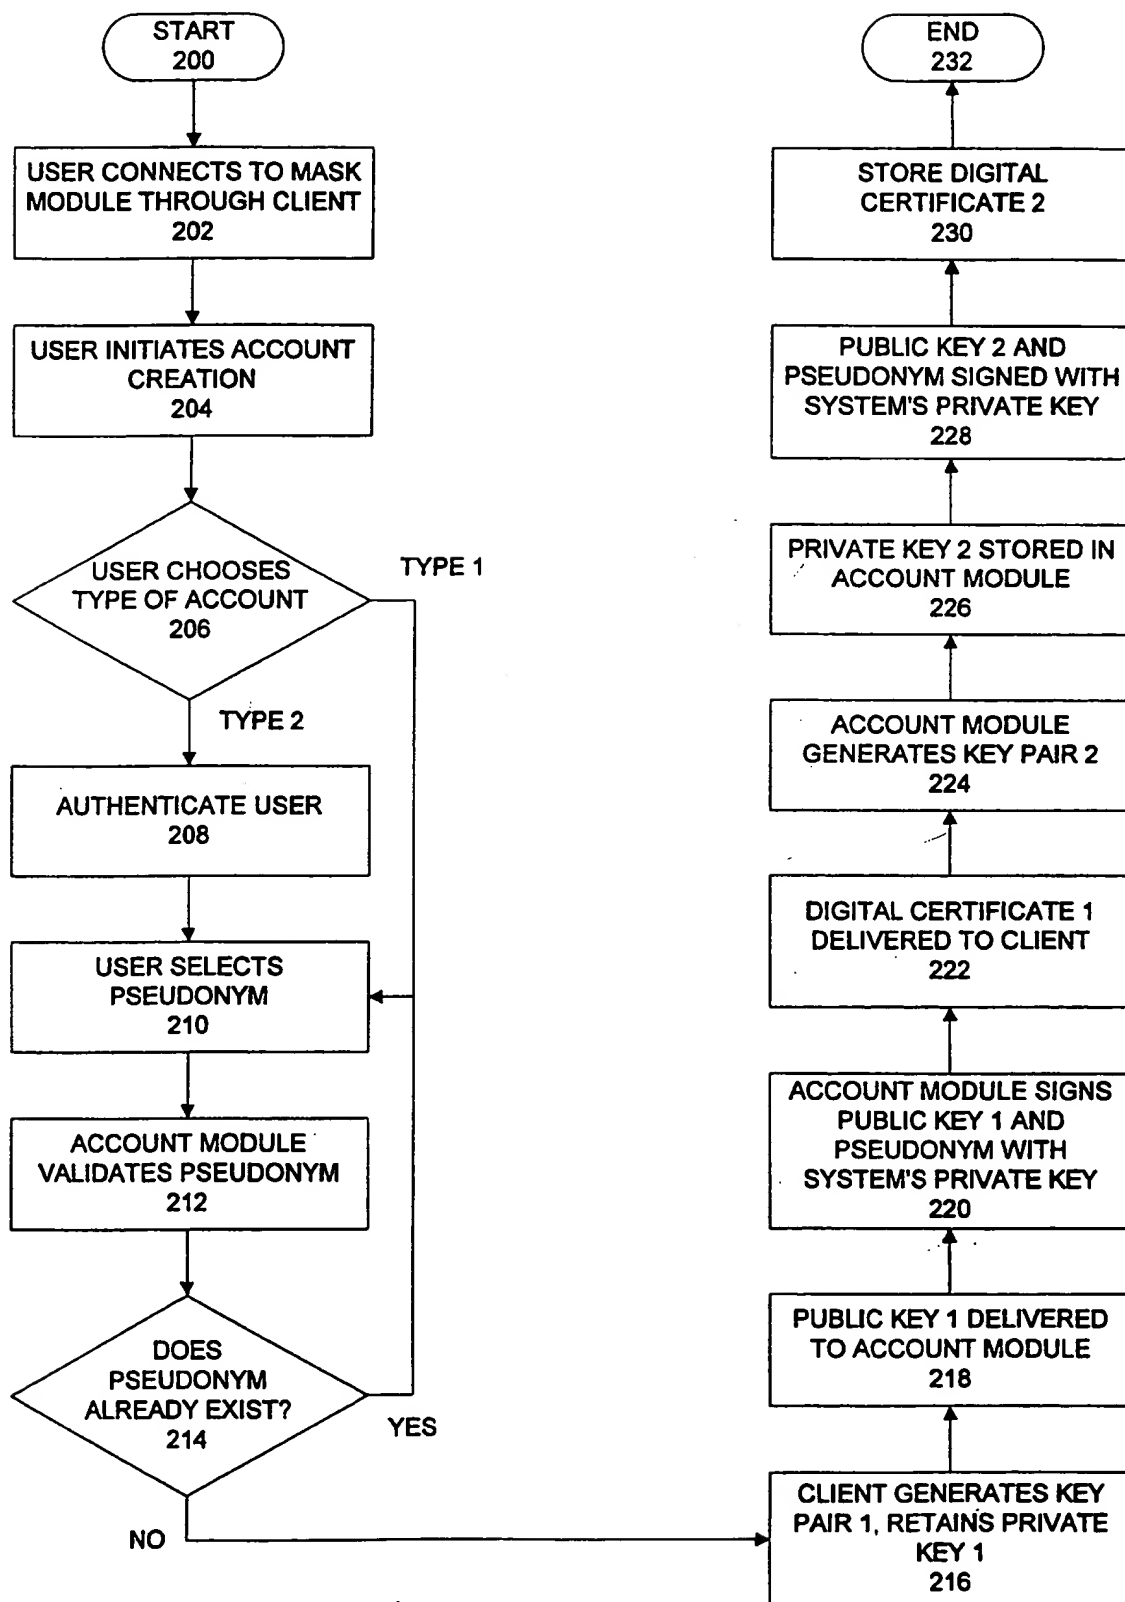 START
200
USER CONNECTS TO MASK
MODULE THROUGH CLIENT
202
USER INITIATES ACCOUNT
CREATION
204
USER CHOOSES
TYPE OF ACCOUNT
206
TYPE 1
TYPE 2
AUTHENTICATE USER
208
USER SELECTS
PSEUDONYM
210
ACCOUNT MODULE
VALIDATES PSEUDONYM
212
DOES
PSEUDONYM
ALREADY EXIST?
214
YES
NO
CLIENT GENERATES KEY
PAIR 1, RETAINS PRIVATE
KEY 1
216
PUBLIC KEY 1 DELIVERED
TO ACCOUNT MODULE
218
ACCOUNT MODULE SIGNS
PUBLIC KEY 1 AND
PSEUDONYM WITH
SYSTEM'S PRIVATE KEY
220
DIGITAL CERTIFICATE 1
DELIVERED TO CLIENT
222
ACCOUNT MODULE
GENERATES KEY PAIR 2
224
PRIVATE KEY 2 STORED IN
ACCOUNT MODULE
226
PUBLIC KEY 2 AND
PSEUDONYM SIGNED WITH
SYSTEM'S PRIVATE KEY
228
STORE DIGITAL
CERTIFICATE 2
230
END
232